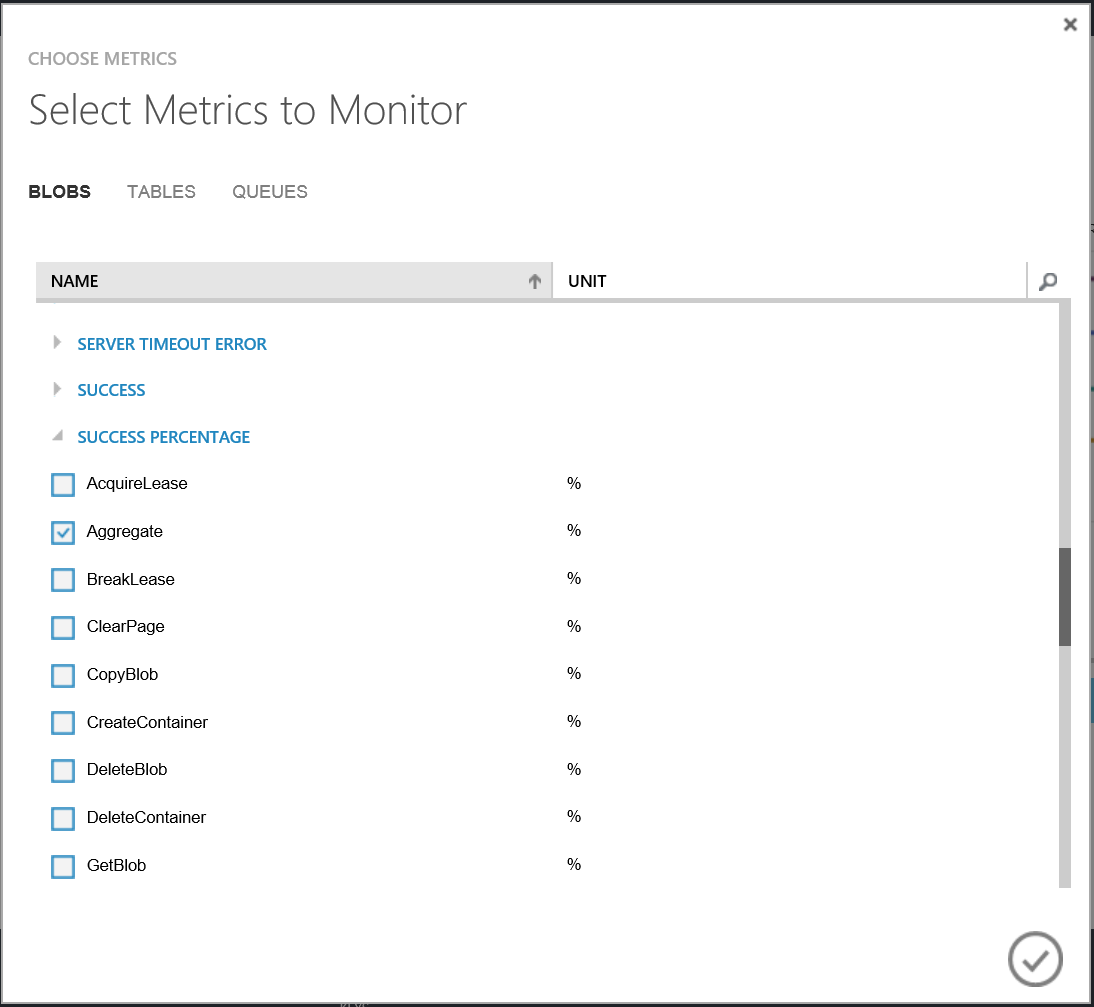 CHOOSE METRICS
Select Metrics to Monitor
BLOBS TABLES QUEUES
NAME UNIT
SERVER TIMEOUT ERROR
SUCCESS
SUCCESS PERCENTAGE
AcquireLease %
Aggregate %
BreakLease %
ClearPage %
CopyBlob %
CreateContainer %
DeleteBlob %
DeleteContainer %
GetBlob %